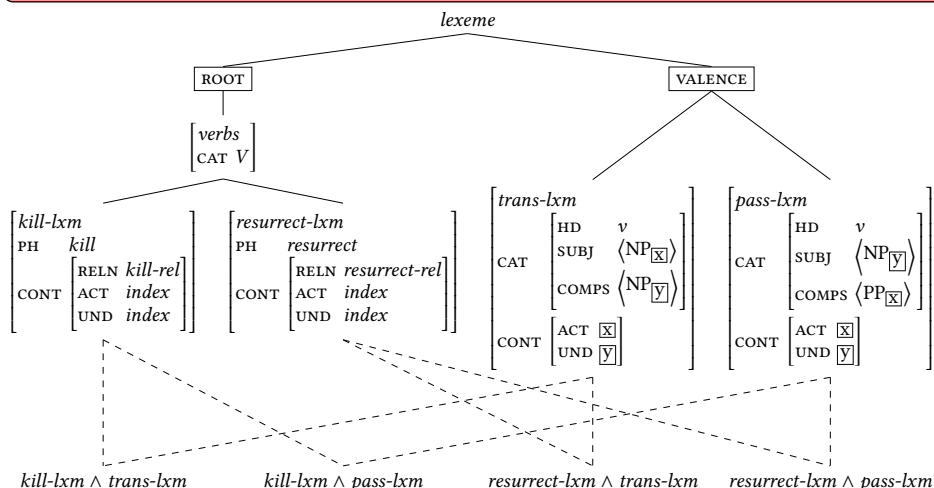 lexeme
ROOT VALENCE
verbs
CAT V
kill-lxm
PH kill
CONT
RELN kill-rel
ACT index
UND index
resurrect-lxm
PH resurrect
CONT
RELN resurrect-rel
ACT index
UND index
trans-lxm
CAT
HD v
SUBJ ⟨NP x⟩
COMPS ⟨NP y⟩
CONT
ACT x
UND y
pass-lxm
CAT
HD v
SUBJ ⟨NP y⟩
COMPS ⟨PP x⟩
CONT
ACT x
UND y
kill-lxm ∧ trans-lxm kill-lxm ∧ pass-lxm resurrect-lxm ∧ trans-lxm resurrect-lxm ∧ pass-lxm